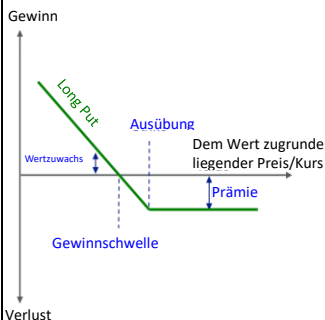 Gewinn
Long Put
Ausübung
Dem Wert zugrunde
liegender Preis/Kurs
Wertzuwachs
Prämie
Gewinnschwelle
Verlust